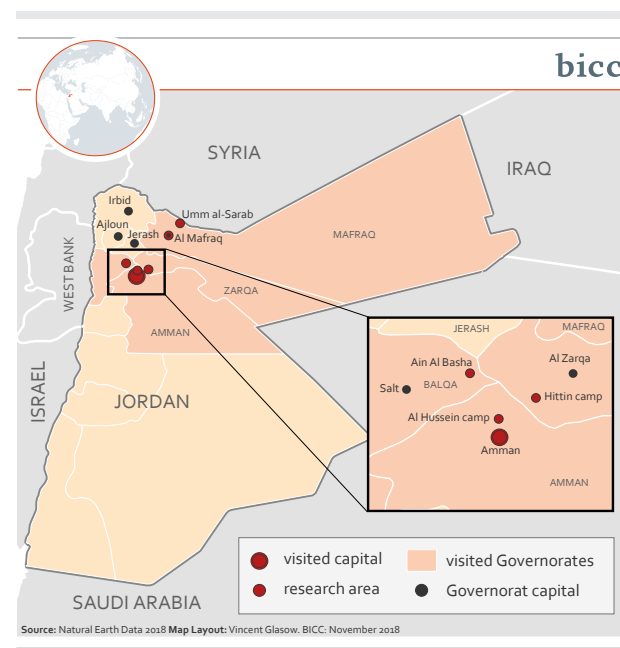 bicc
SYRIA
IRAQ
Irbid
Umm al-Sarab
Ajloun
Jerash
Al Mafraq
MAFRAQ
WEST BANK
ZARQA
AMMAN
ISRAEL
JORDAN
JERASH
MAFRAQ
Ain Al Basha
Al Zarqa
Salt
BALQA
Hittin camp
Al Hussein camp
Amman
AMMAN
visited capital
visited Governorates
research area
Governorat capital
SAUDI ARABIA
Source: Natural Earth Data 2018 Map Layout: Vincent Glasow. BICC: November 2018